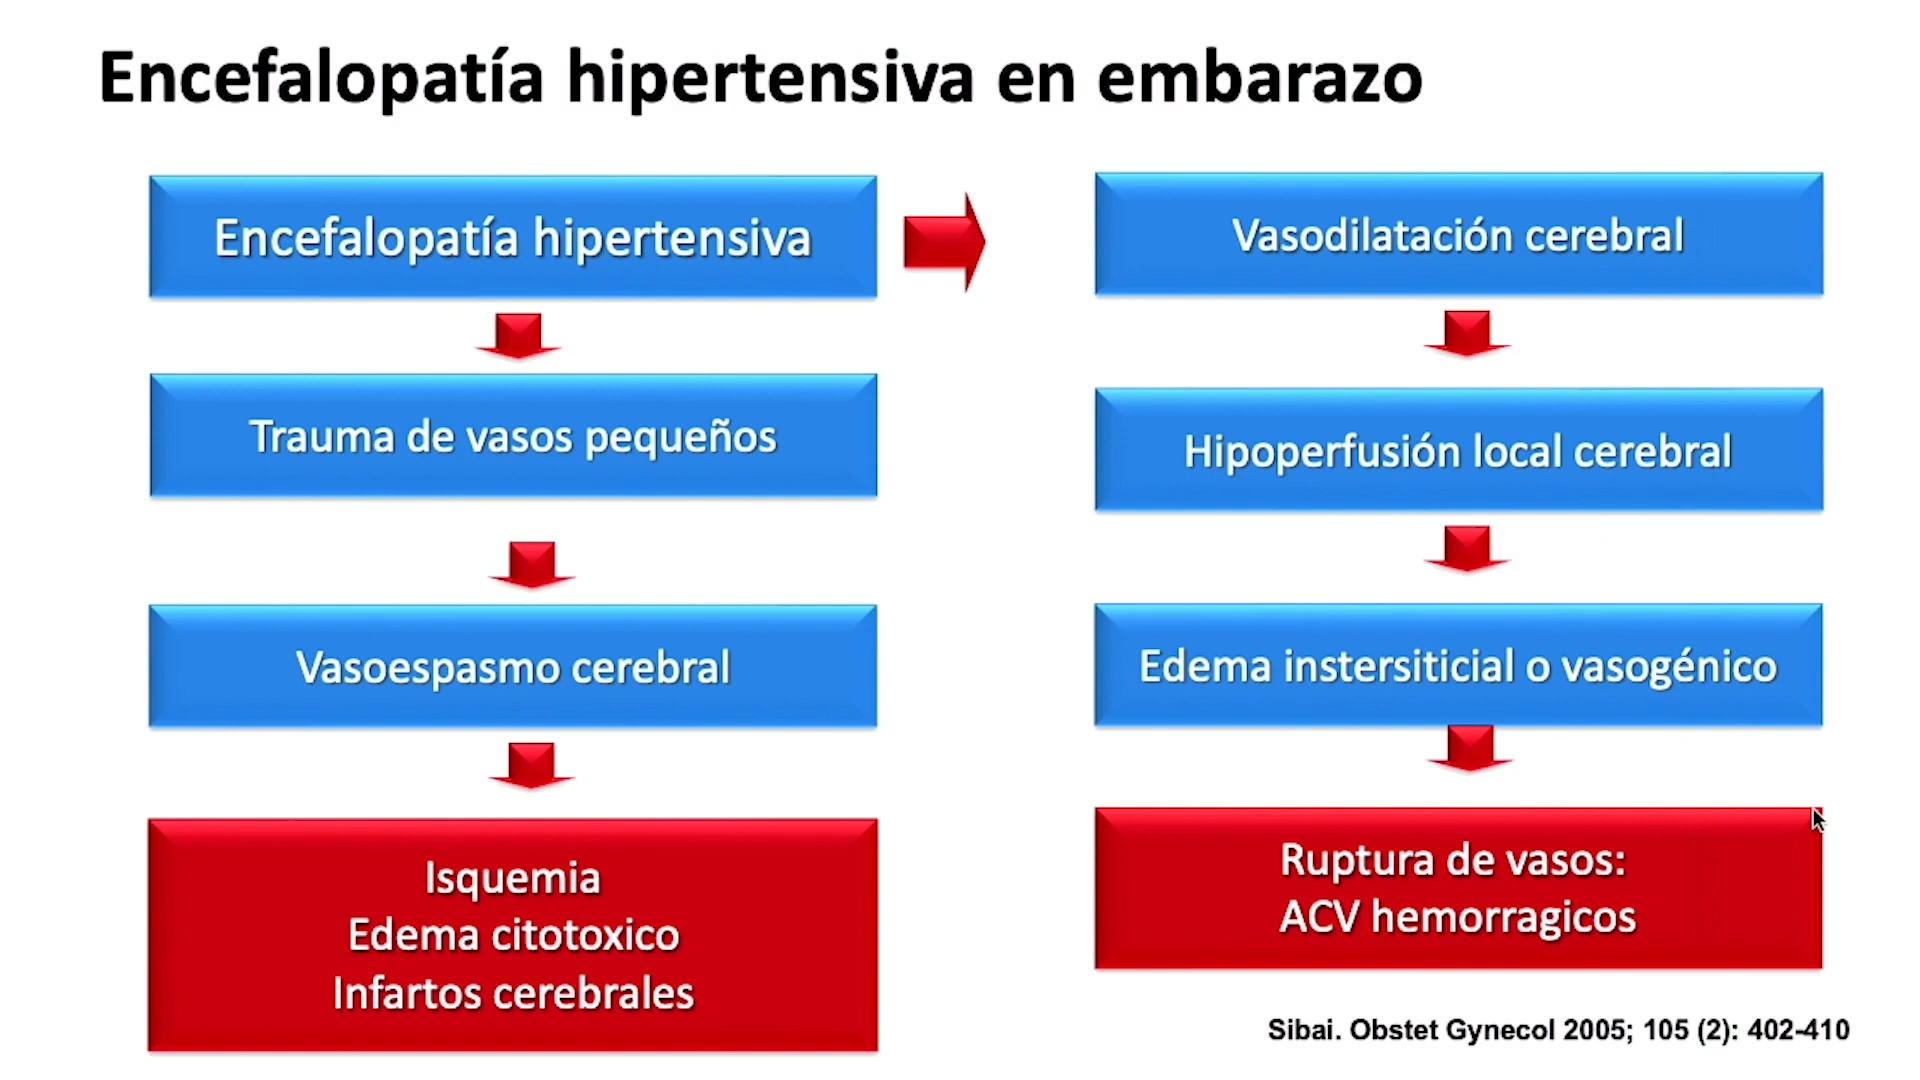 Encefalopatía hipertensiva en embarazo
Encefalopatía hipertensiva
Trauma de vasos pequeños
Vasoespasmo cerebral
Isquemia
Edema citotoxico
Infartos cerebrales
Vasodilatación cerebral
Hipoperfusión local cerebral
Edema instersiticial o vasogénico
Ruptura de vasos:
ACV hemorragicos
Sibai. Obstet Gynecol 2005; 105 (2): 402-410